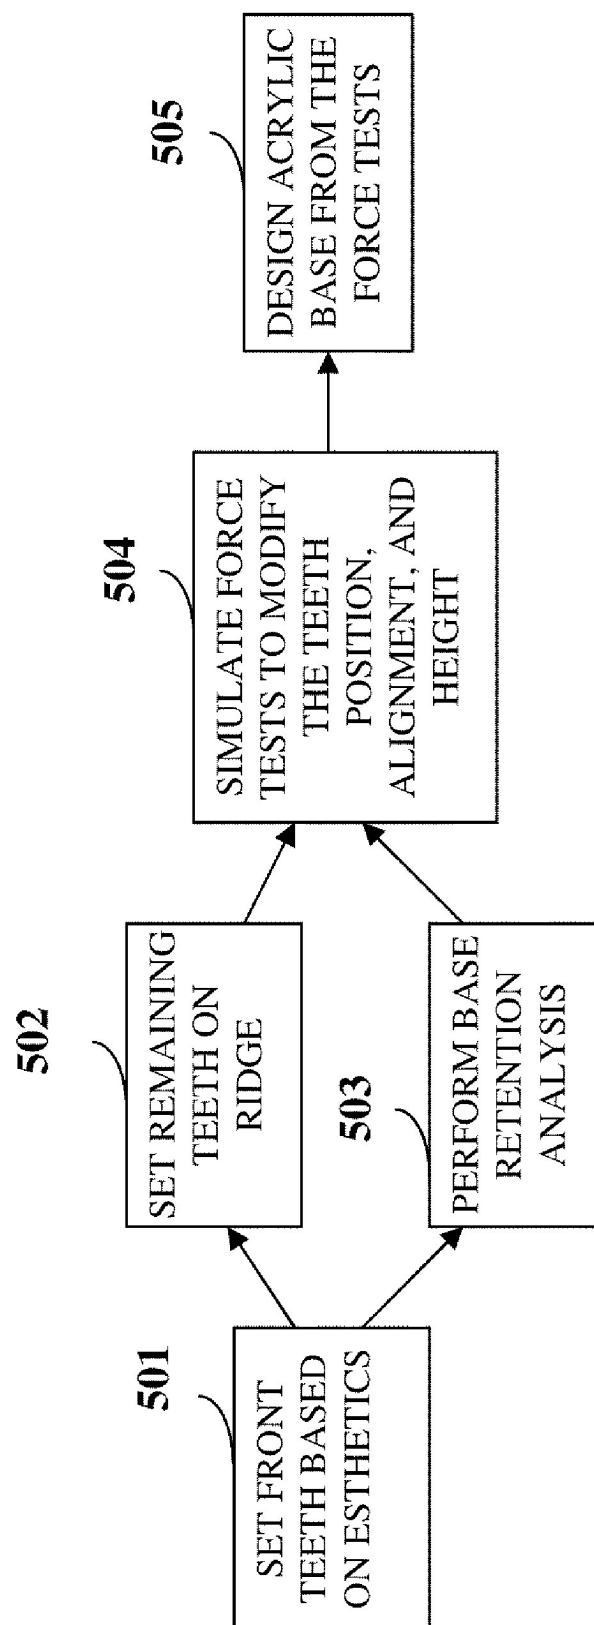 501
SET FRONT
TEETH BASED
ON ESTHETICS
502
SET REMAINING
TEETH ON
RIDGE
503
PERFORM BASE
RETENTION
ANALYSIS
504
SIMULATE FORCE
TESTS TO MODIFY
THE TEETH
POSITION,
ALIGNMENT, AND
HEIGHT
505
DESIGN ACRYLIC
BASE FROM THE
FORCE TESTS